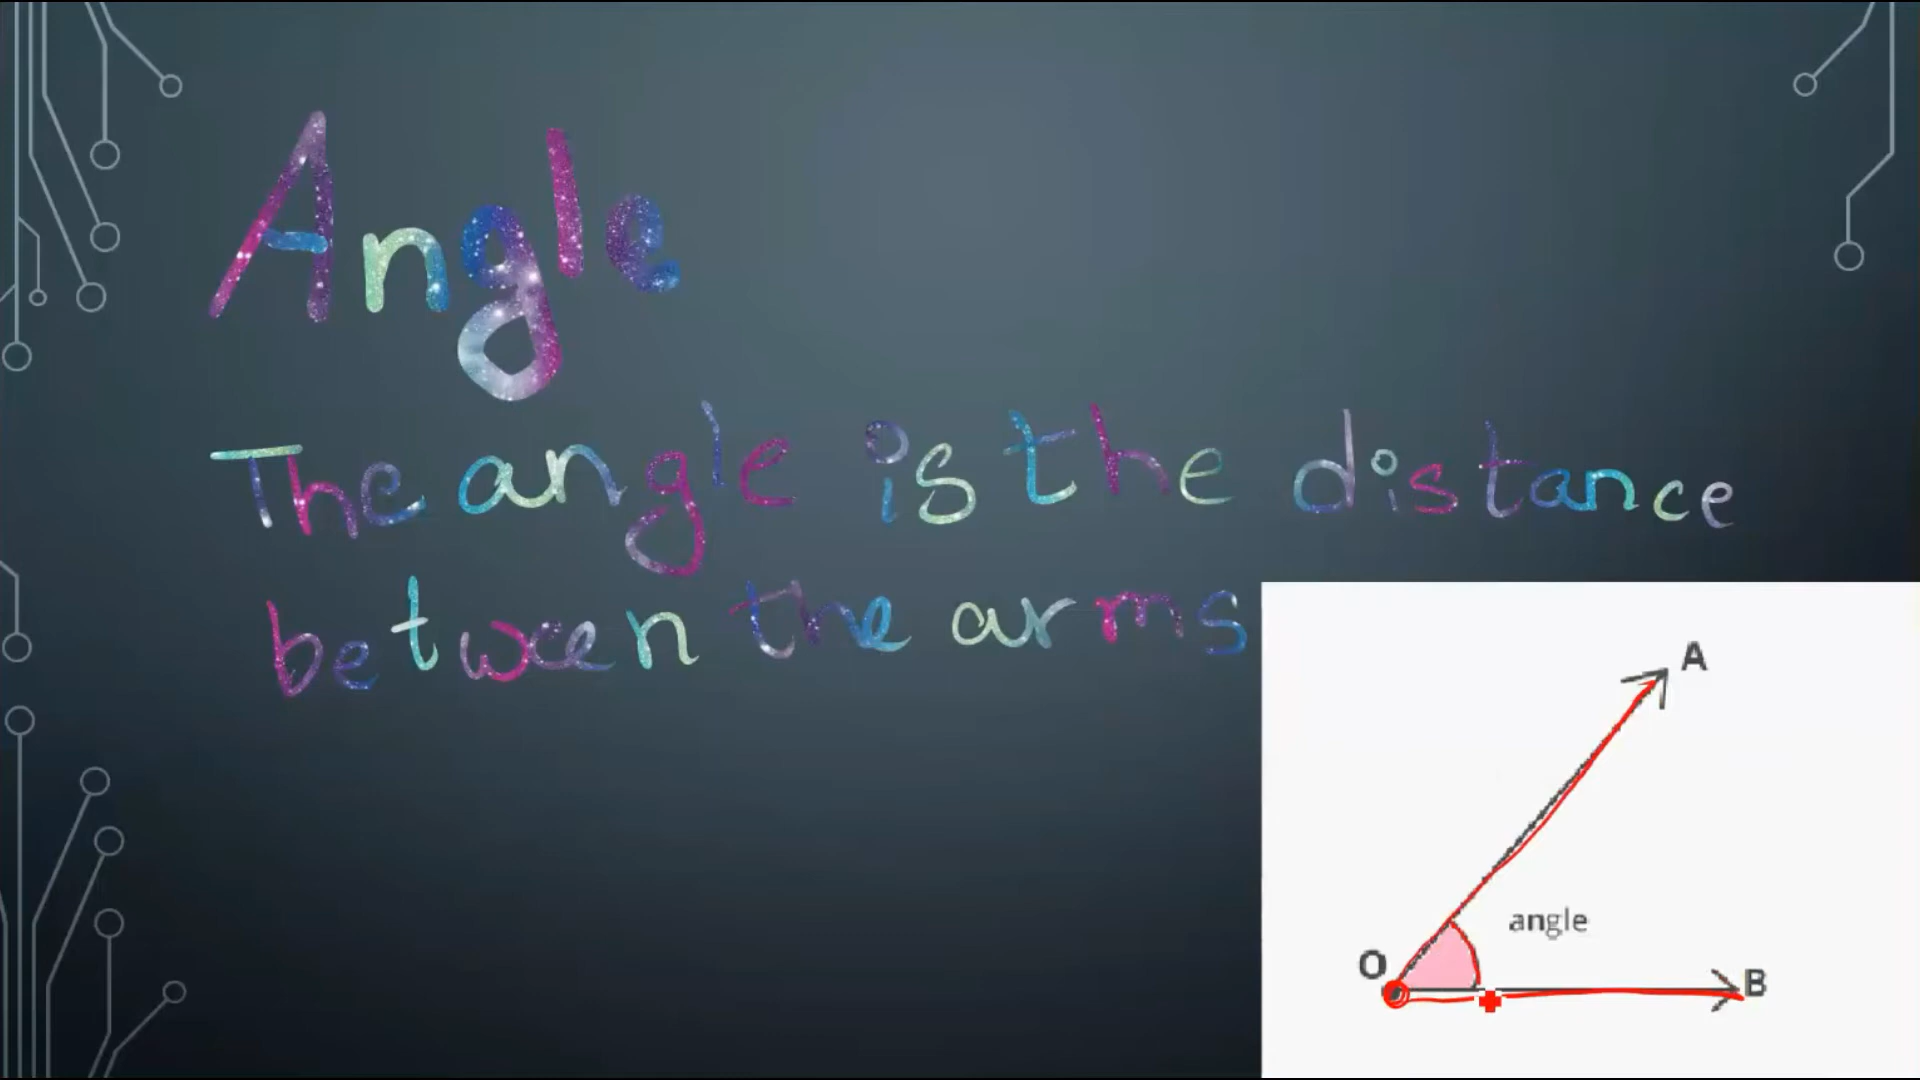 Angle
The angle is the distance
between the arms
A
angle
O
B